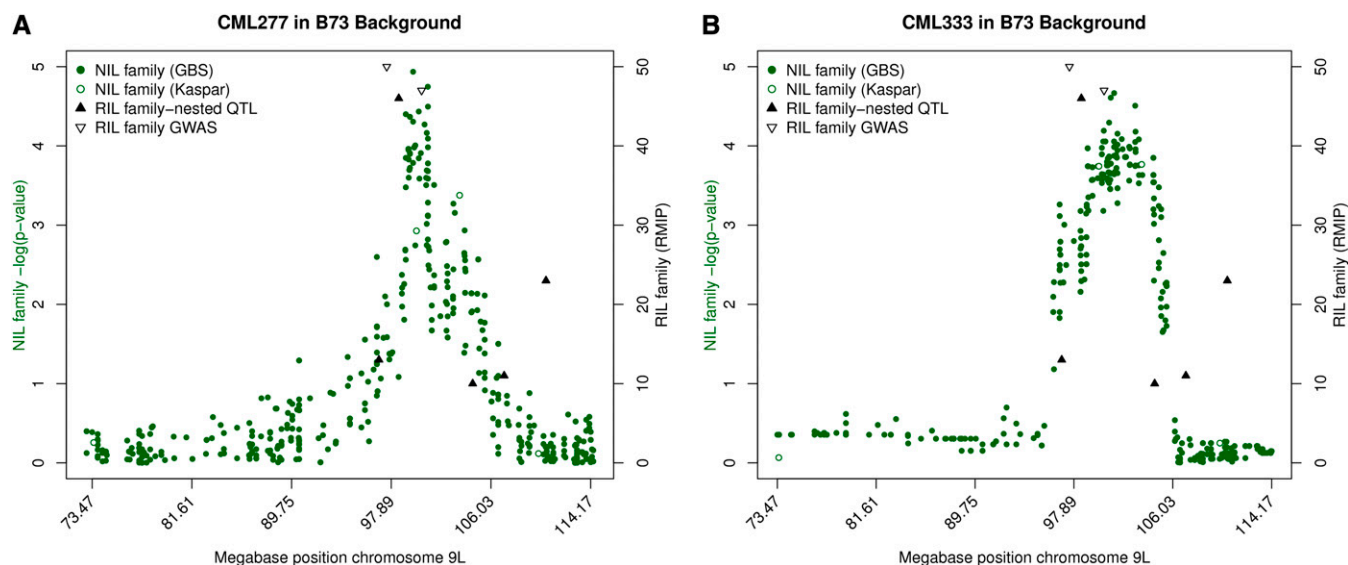 A
CML277 in B73 Background
NIL family (GBS)
NIL family (Kaspar)
RIL family-nested QTL
RIL family GWAS
NIL family -log(p-value)
5
4
3
2
1
0
RIL family (RMIP)
50
40
30
20
10
0
73.47
81.61
89.75
97.89
106.03
114.17
Megabase position chromosome 9L
B
CML333 in B73 Background
NIL family (GBS)
NIL family (Kaspar)
RIL family-nested QTL
RIL family GWAS
NIL family -log(p-value)
5
4
3
2
1
0
RIL family (RMIP)
50
40
30
20
10
0
73.47
81.61
89.75
97.89
106.03
114.17
Megabase position chromosome 9L